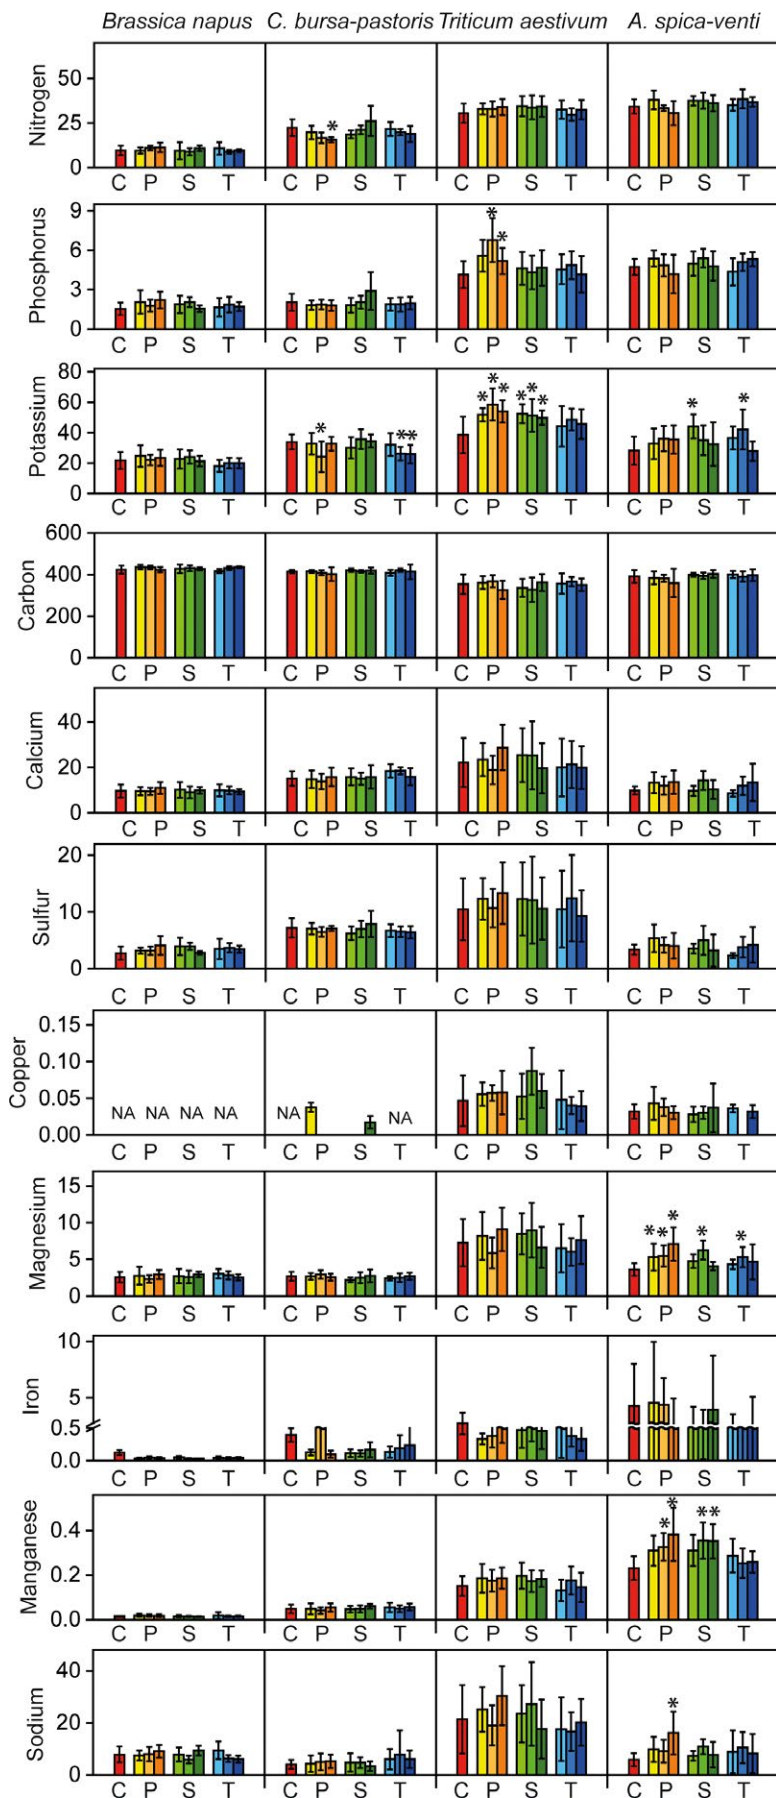 Brassica napus C. bursa-pastoris Triticum aestivum A. spica-venti
Nitrogen
50
25
0
*
C P S T C P S T C P S T C P S T
Phosphorus
9
6
3
0
* *
C P S T C P S T C P S T C P S T
Potassium
80
60
40
20
0
* ** * * * * * * * *
C P S T C P S T C P S T C P S T
Carbon
600
400
200
0
C P S T C P S T C P S T C P S T
Calcium
40
20
0
C P S T C P S T C P S T C P S T
Sulfur
20
10
0
C P S T C P S T C P S T C P S T
Copper
0.15
0.10
0.05
0.00
NA NA NA NA NA NA
C P S T C P S T C P S T C P S T
Magnesium
15
10
5
0
* * * * *
C P S T C P S T C P S T C P S T
Iron
10
5
0.5
0.0
C P S T C P S T C P S T C P S T
Manganese
0.4
0.2
0.0
* * * *
C P S T C P S T C P S T C P S T
Sodium
40
20
0
*
C P S T C P S T C P S T C P S T